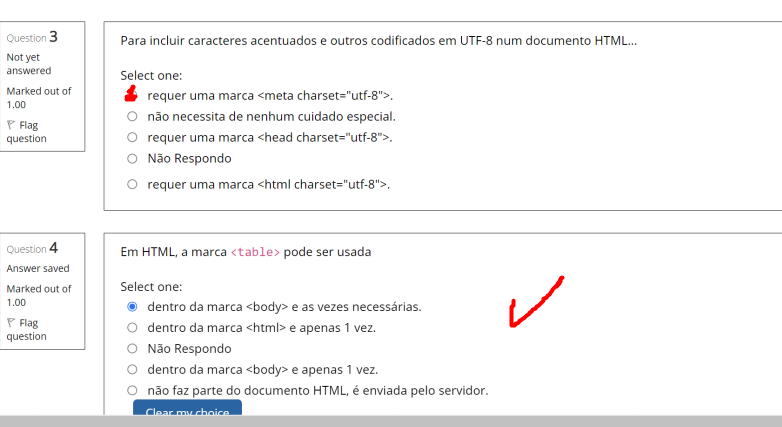 Question 3
Not yet
answered
Marked out of
1.00
Flag
question
Para incluir caracteres acentuados e outros codificados em UTF-8 num documento HTML...
Select one:
requer uma marca <meta charset="utf-8">.
não necessita de nenhum cuidado especial.
requer uma marca <head charset="utf-8">.
Não Respondo
requer uma marca <html charset="utf-8">.
Question 4
Answer saved
Marked out of
1.00
Flag
question
Em HTML, a marca <table> pode ser usada
Select one:
dentro da marca <body> e as vezes necessárias.
dentro da marca <html> e apenas 1 vez.
Não Respondo
dentro da marca <body> e apenas 1 vez.
não faz parte do documento HTML, é enviada pelo servidor.
Clear my choice